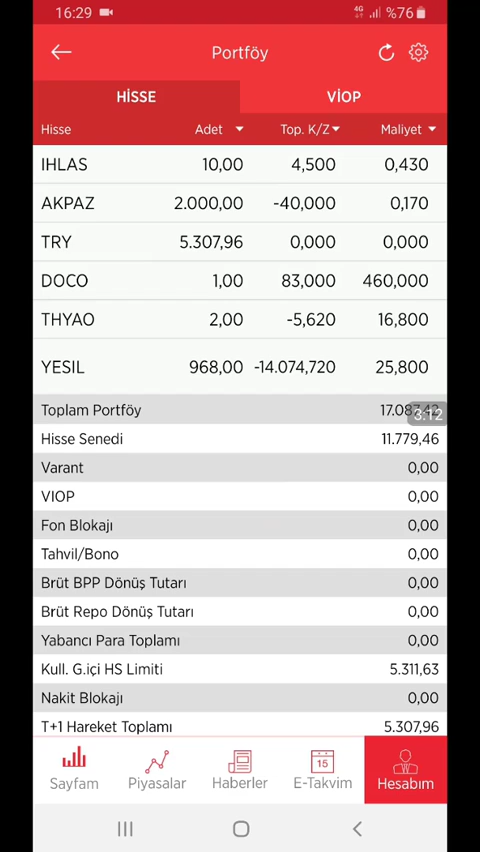 16:29 4G %76
Portföy
HİSSE VİOP
Hisse Adet Top. K/Z Maliyet
IHLAS 10,00 4,500 0,430
AKPAZ 2.000,00 -40,000 0,170
TRY 5.307,96 0,000 0,000
DOCO 1,00 83,000 460,000
THYAO 2,00 -5,620 16,800
YESIL 968,00 -14.074,720 25,800
Toplam Portföy
3:12
Hisse Senedi 11.779,46
Varant 0,00
VIOP 0,00
Fon Blokajı 0,00
Tahvil/Bono 0,00
Brüt BPP Dönüş Tutarı 0,00
Brüt Repo Dönüş Tutarı 0,00
Yabancı Para Toplamı 0,00
Kull. G.içi HS Limiti 5.311,63
Nakit Blokajı 0,00
T+1 Hareket Toplamı 5.307,96
15
Sayfam Piyasalar Haberler E-Takvim Hesabım